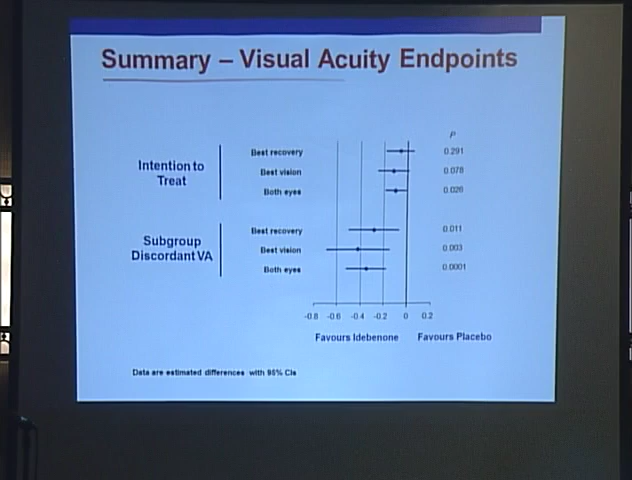 Summary – Visual Acuity Endpoints
P
Intention to
Treat
Best recovery 0.291
Best vision 0.078
Both eyes 0.026
Subgroup
Discordant VA
Best recovery 0.011
Best vision 0.003
Both eyes 0.0001
-0.8 -0.6 -0.4 -0.2 0 0.2
Favours Idebenone Favours Placebo
Data are estimated differences with 95% CIs